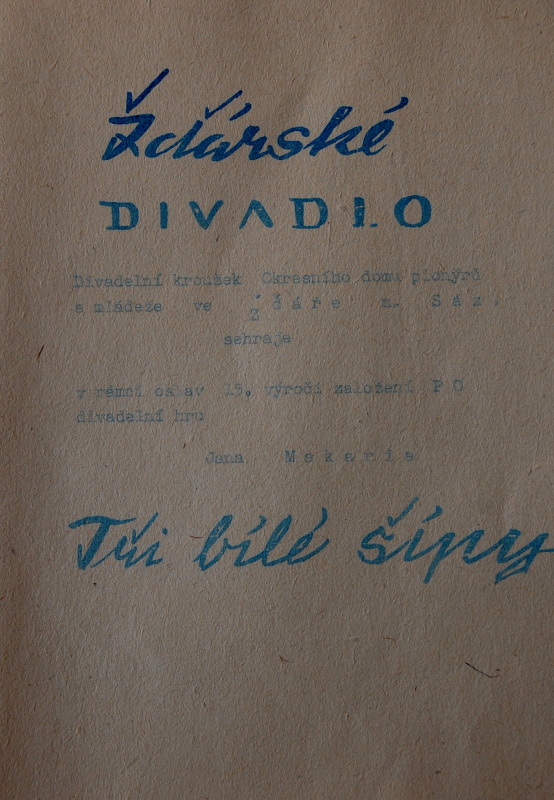 Žďárské
DIVADLO
Divadelní kroužek Okresního domu pionýrů
a mládeže ve Žďáře n. Sáz.
sehraje
v rámci oslav 15. výročí založení PO
divadelní hru
Jana Makaria
Tři bílé šípy